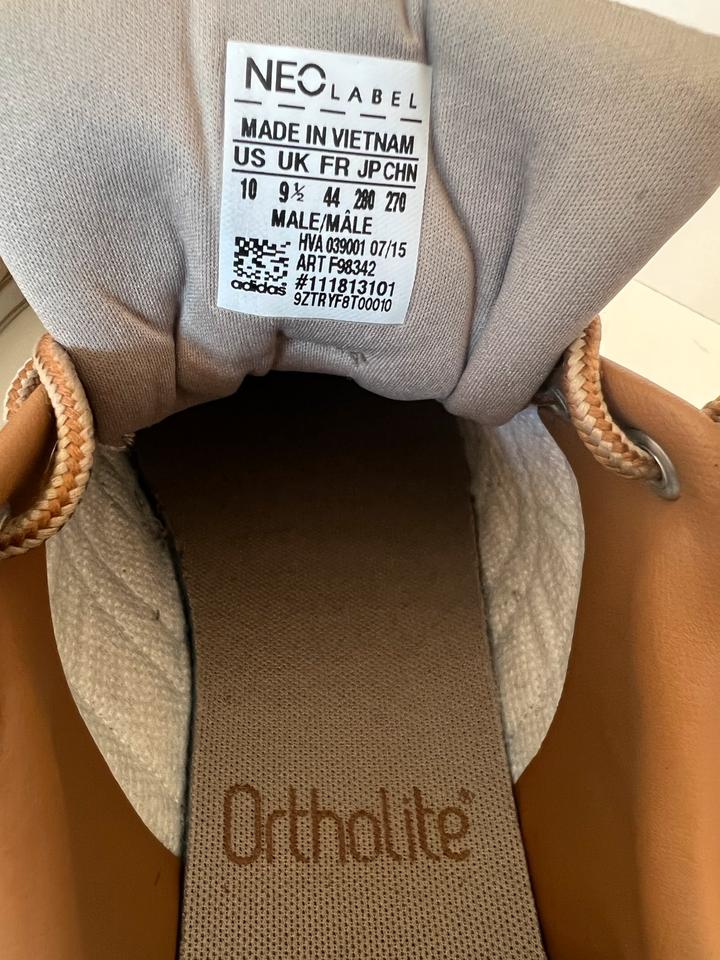 NEO LABEL
MADE IN VIETNAM
US UK FR JP CHN
10 9½ 44 280 270
MALE/MÂLE
HVA 039001 07/15
ART F98342
adidas #111813101
9ZTRYF8T00010
Ortholite®